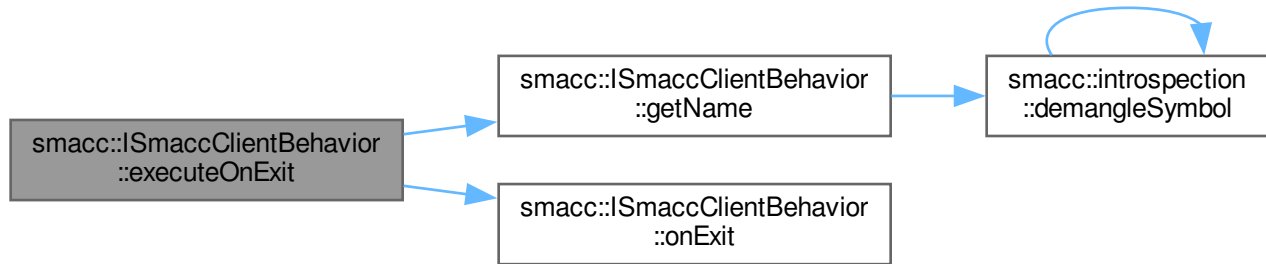 smacc::ISmaccClientBehavior
::executeOnExit
smacc::ISmaccClientBehavior
::getName
smacc::introspection
::demangleSymbol
smacc::ISmaccClientBehavior
::onExit